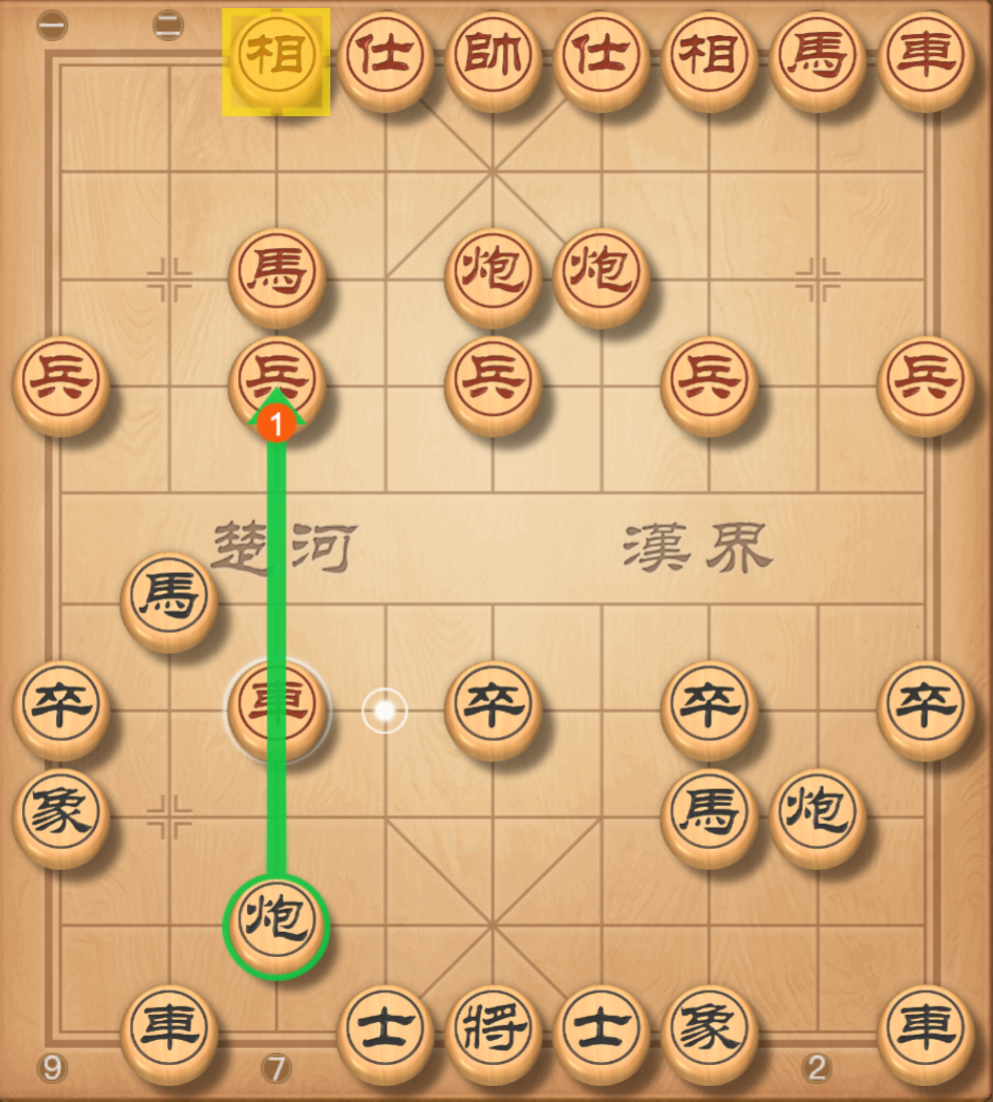 一 二
相 仕 帥 仕 相 馬 車
馬 炮 炮
兵 兵 兵 兵 兵
1
楚河 漢界
馬
卒 車 卒 卒 卒
象 馬 炮
炮
車 士 將 士 象 車
9 7 2